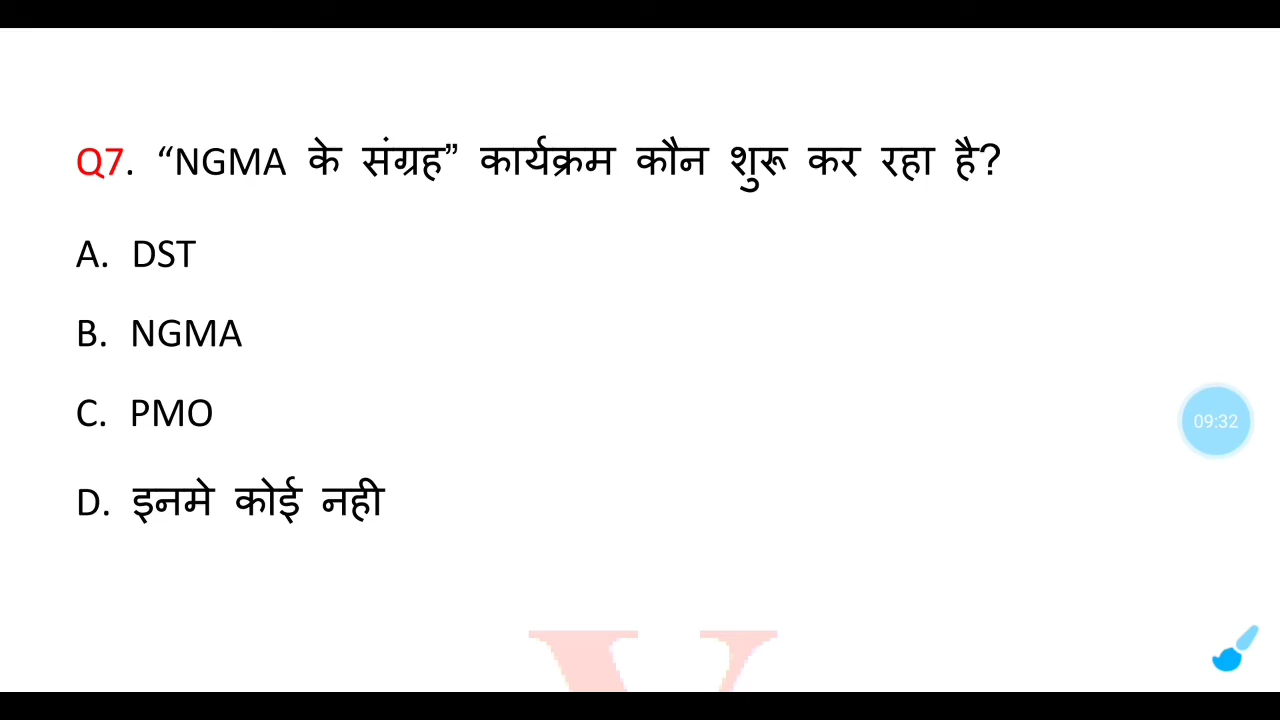 Q7. “NGMA के संग्रह” कार्यक्रम कौन शुरू कर रहा है?
A. DST
B. NGMA
C. PMO
09:32
D. इनमे कोई नही